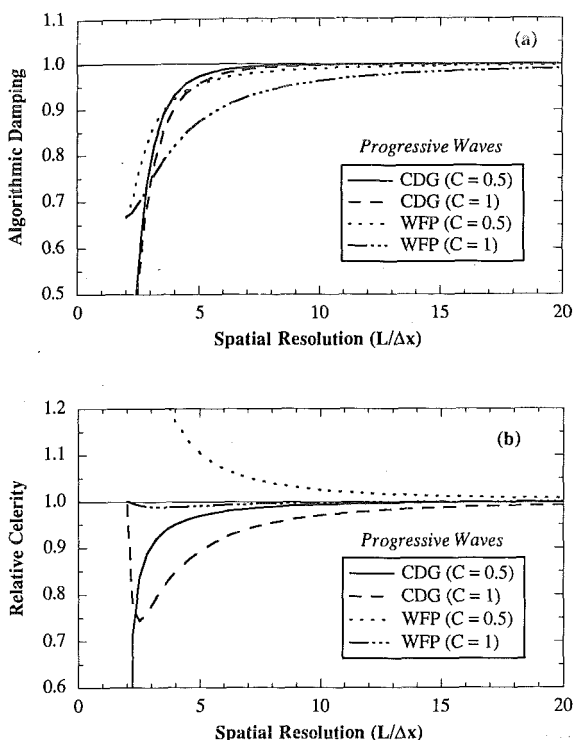 (a)
1.1
1.0
0.9
0.8
0.7
0.6
0.5
Algorithmic Damping
Progressive Waves
CDG (C = 0.5)
CDG (C = 1)
WFP (C = 0.5)
WFP (C = 1)
0
5
10
15
20
Spatial Resolution (L/Δx)
(b)
1.2
1.1
1.0
0.9
0.8
0.7
0.6
Relative Celerity
Progressive Waves
CDG (C = 0.5)
CDG (C = 1)
WFP (C = 0.5)
WFP (C = 1)
0
5
10
15
20
Spatial Resolution (L/Δx)